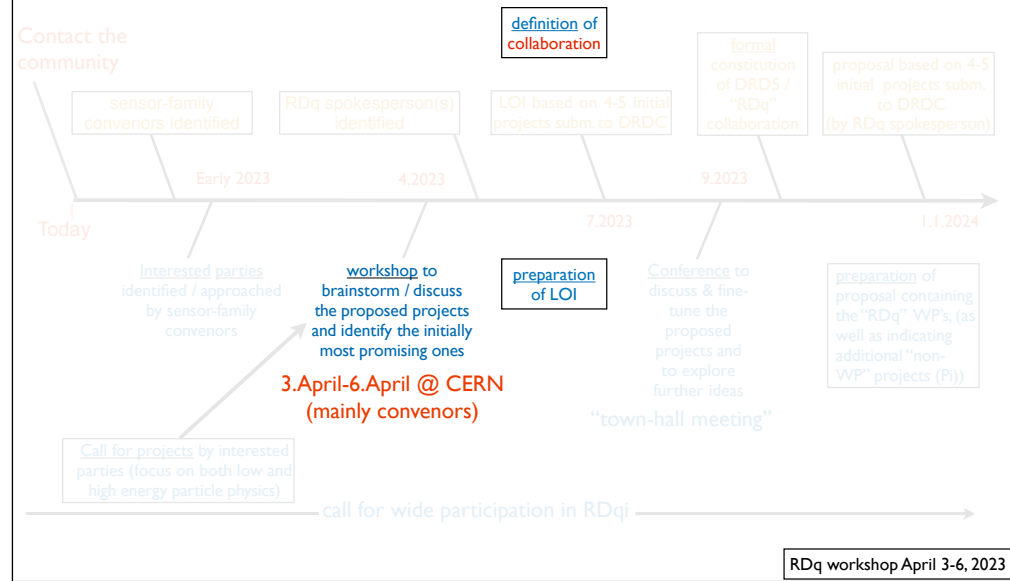 definition of
collaboration
Contact the
community
sensor-family
convenors identified
RDq spokesperson(s)
identified
LOI based on 4-5 initial
projects subm. to DRDC
formal
constitution
of DRD5 /
“RDq”
collaboration
proposal based on 4-5
initial projects subm.
to DRDC
(by RDq spokesperson)
Early 2023
4.2023
9.2023
Today
7.2023
1.1.2024
Interested parties
identified / approached
by sensor-family
convenors
workshop to
brainstorm / discuss
the proposed projects
and identify the initially
most promising ones
3.April-6.April @ CERN
(mainly convenors)
preparation
of LOI
Conference to
discuss & fine-
tune the
proposed
projects and
to explore
further ideas
“town-hall meeting”
preparation of
proposal containing
the “RDq” WP's, (as
well as indicating
additional “non-
WP” projects (Pi))
Call for projects by interested
parties (focus on both low and
high energy particle physics)
call for wide participation in RDqi
RDq workshop April 3-6, 2023